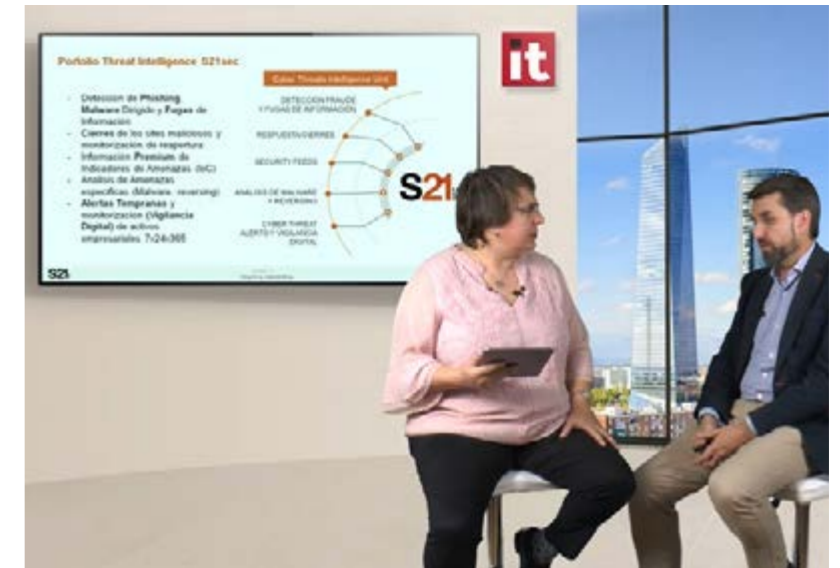 Portfolio Threat Intelligence S21sec
- Detección de Phishing,
Malware Dirigido y Fugas de
Información
- Cierres de los sites maliciosos y
monitorización de reapertura
- Información Premium de
Indicadores de Amenazas (IoC)
- Análisis de Amenazas
específicas (Malware, reversing)
- Alertas Tempranas y
monitorización (Vigilancia
Digital) de activos
empresariales 7x24x365
Cyber Threats Intelligence Unit
DETECCIÓN FRAUDE
Y FUGAS DE INFORMACIÓN
RESPUESTA/CIERRES
SECURITY FEEDS
ANÁLISIS DE MALWARE
Y REVERSING
CYBER THREAT
ALERTS Y VIGILANCIA
DIGITAL
S21
S21
it